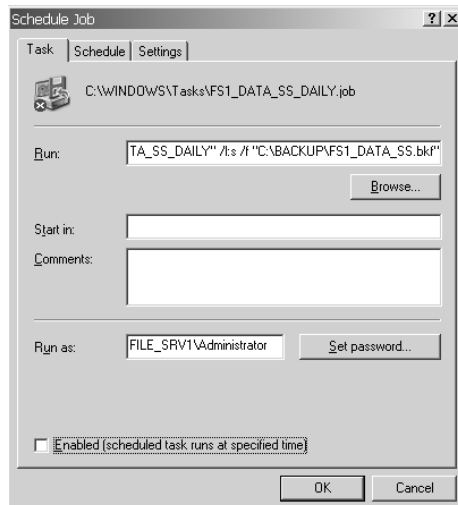 Schedule Job
Task Schedule Settings
C:\WINDOWS\Tasks\FS1_DATA_SS_DAILY.job
Run: TA_SS_DAILY" /l:s /f "C:\BACKUP\FS1_DATA_SS.bkf"
Browse...
Start in:
Comments:
Run as: FILE_SRV1\Administrator Set password...
Enabled (scheduled task runs at specified time)
OK Cancel